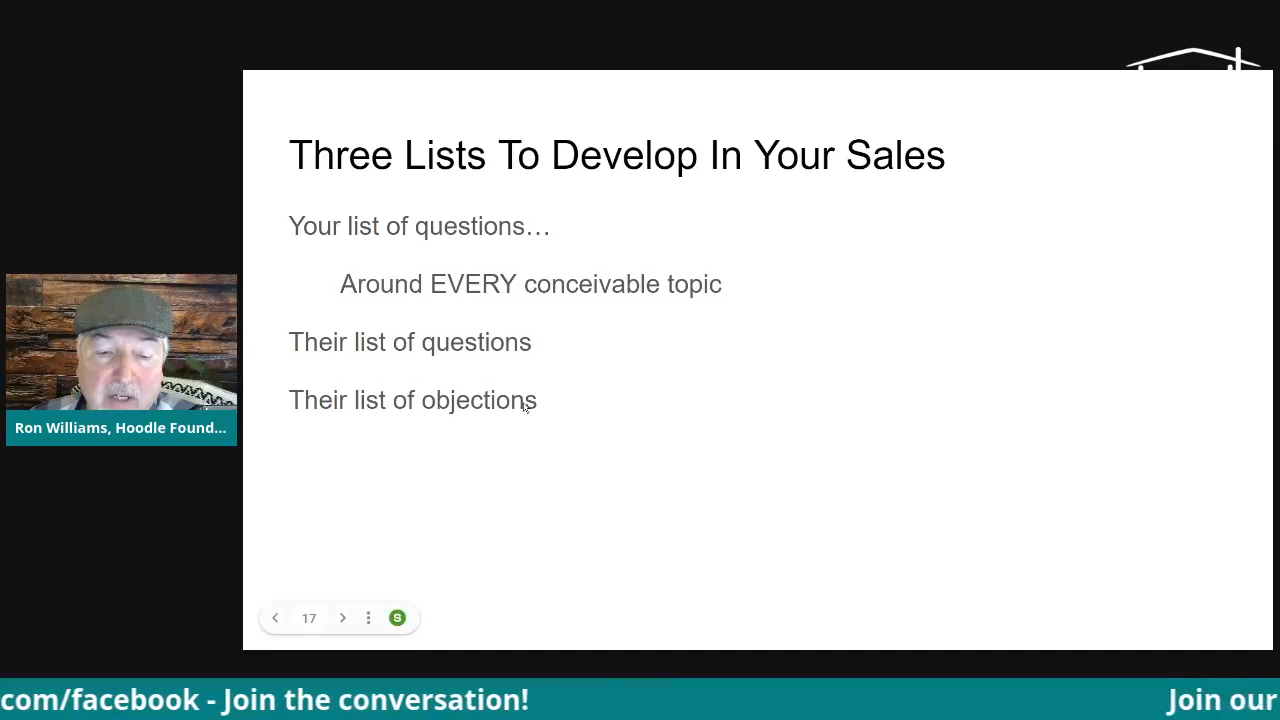 Three Lists To Develop In Your Sales
Your list of questions…
Around EVERY conceivable topic
Their list of questions
Their list of objections
Ron Williams, Hoodle Found...
17
S
com/facebook - Join the conversation!
Join our